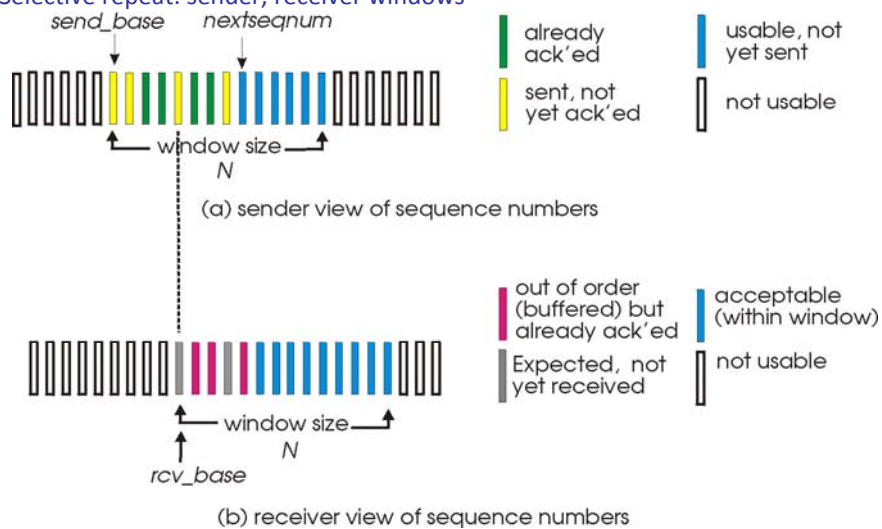 Selective repeat: sender, receiver windows
send_base
nextseqnum
already
ack'ed
usable, not
yet sent
sent, not
yet ack'ed
not usable
window size
N
(a) sender view of sequence numbers
out of order
(buffered) but
already ack'ed
acceptable
(within window)
Expected, not
yet received
not usable
window size
N
rcv_base
(b) receiver view of sequence numbers